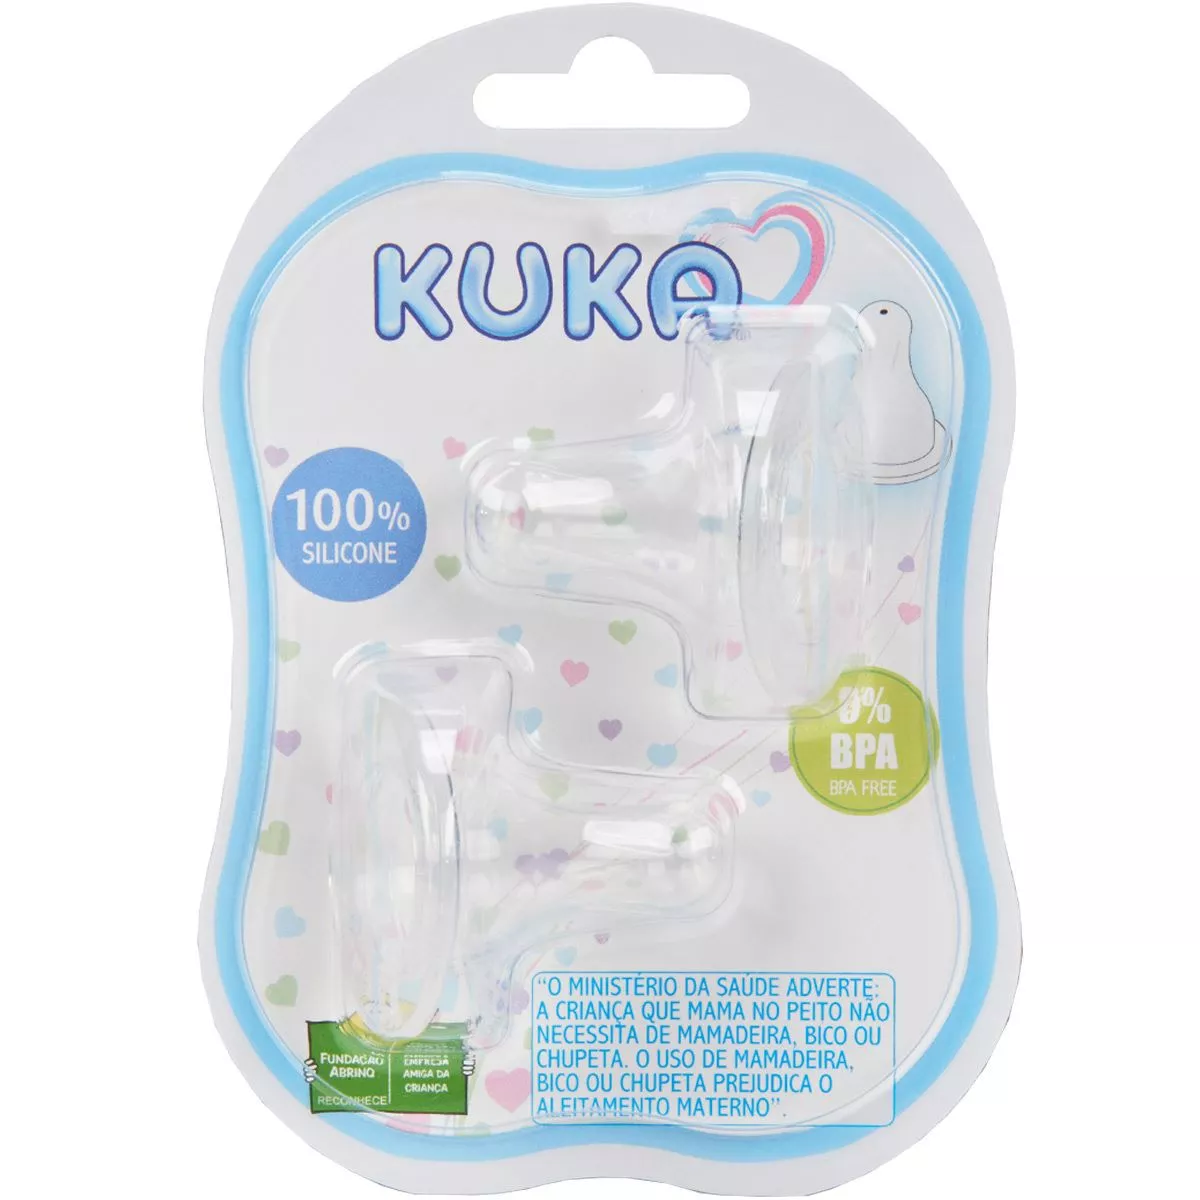 KUKA
100%
SILICONE
0%
BPA
BPA FREE
"O MINISTÉRIO DA SAÚDE ADVERTE:
A CRIANÇA QUE MAMA NO PEITO NÃO
NECESSITA DE MAMADEIRA, BICO OU
CHUPETA. O USO DE MAMADEIRA,
BICO OU CHUPETA PREJUDICA O
ALEITAMENTO MATERNO".
FUNDAÇÃO
ABRINQ
RECONHECE
EMPRESA
AMIGA DA
CRIANÇA